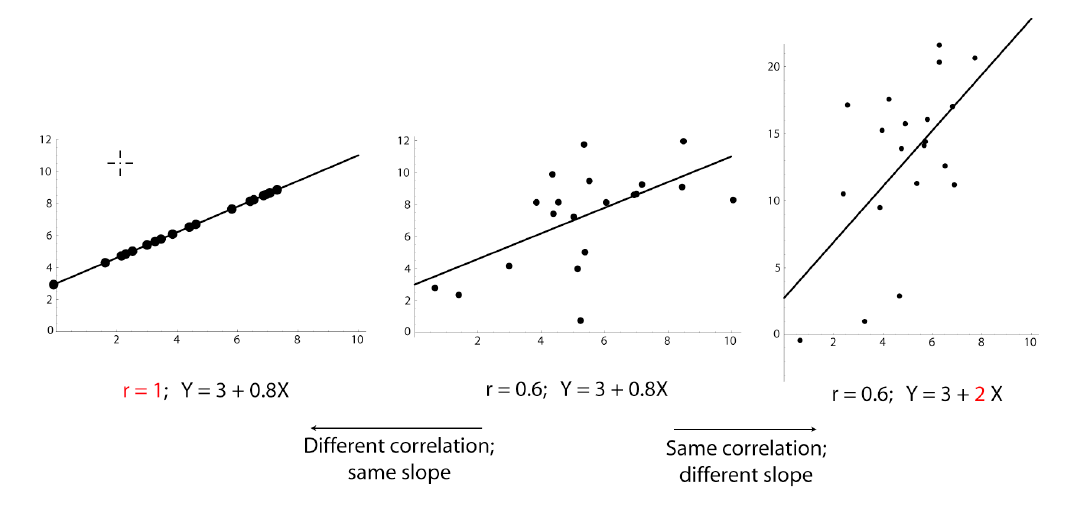 12
10
8
6
4
2
0
2 4 6 8 10
12
10
8
6
4
2
0
2 4 6 8 10
20
15
10
5
0
2 4 6 8 10
r = 1; Y = 3 + 0.8X
r = 0.6; Y = 3 + 0.8X
r = 0.6; Y = 3 + 2 X
Different correlation;
same slope
Same correlation;
different slope